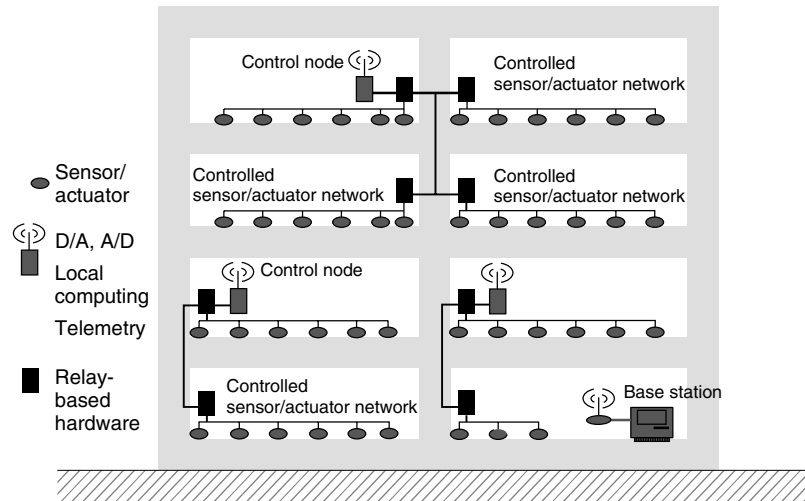 Control node
Controlled
sensor/actuator network
Controlled
sensor/actuator network
Controlled
sensor/actuator network
Sensor/
actuator
D/A, A/D
Local
computing
Telemetry
Relay-
based
hardware
Control node
Controlled
sensor/actuator network
Base station